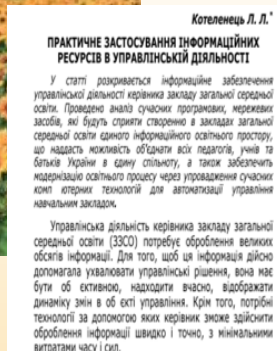 Котеленець Л. Л.*
ПРАКТИЧНЕ ЗАСТОСУВАННЯ ІНФОРМАЦІЙНИХ
РЕСУРСІВ В УПРАВЛІНСЬКІЙ ДІЯЛЬНОСТІ
У статті розкривається інформаційне забезпечення
управлінської діяльності керівника закладу загальної середньої
освіти. Проведено аналіз сучасних програмових, мережевих
засобів, які будуть сприяти створенню в закладах загальної
середньої освіти єдиного інформаційного освітнього простору,
що наддасть можливість об'єднати всіх педагогів, учнів та
батьків України в єдину спільноту, а також забезпечить
модернізацію освітнього процесу через упровадження сучасних
комп ютерних технологій для автоматизації управління
навчальним закладом.
Управлінська діяльність керівника закладу загальної
середньої освіти (ЗЗСО) потребує оброблення великих
обсягів інформації. Для того, щоб ця інформація дійсно
допомагала ухвалювати управлінські рішення, вона має
бути об єктивною, надходити вчасно, відображати
динаміку змін в об єкті управління. Крім того, потрібні
технології за допомогою яких керівник зможе здійснити
оброблення інформації швидко і точно, з мінімальними
витратами часу і сил.